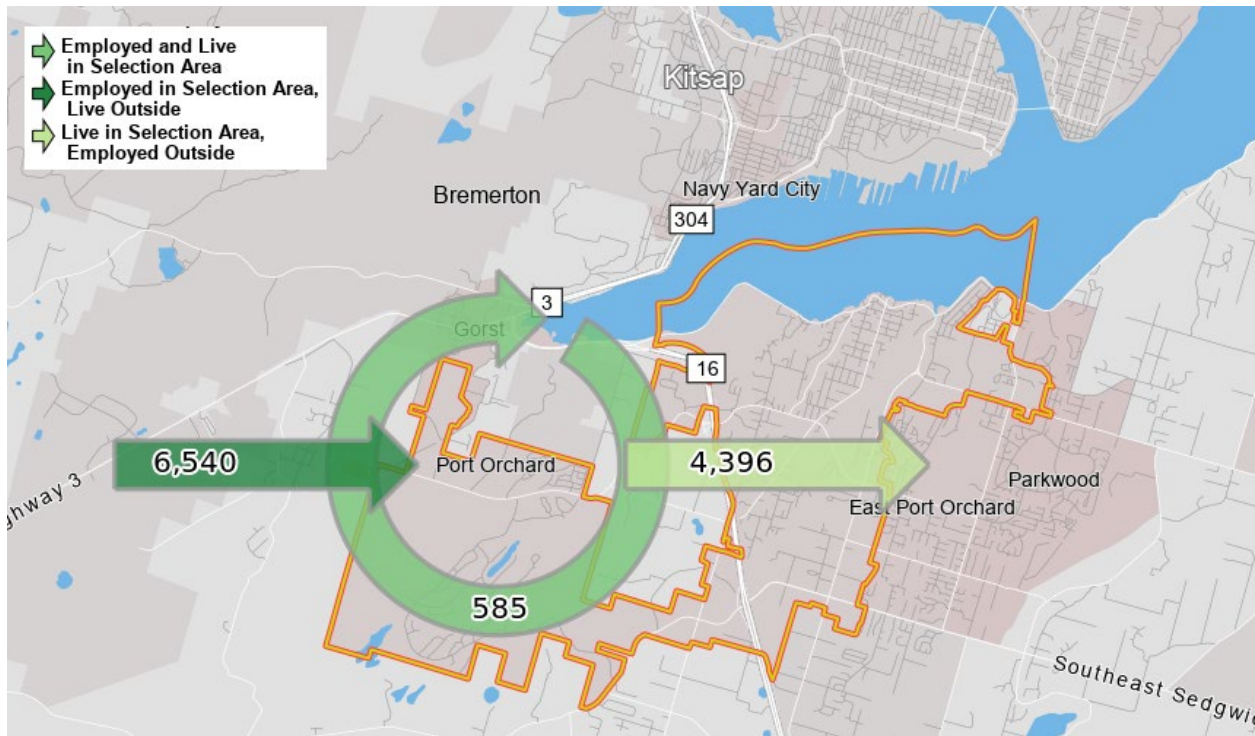 Employed and Live
in Selection Area
Employed in Selection Area,
Live Outside
Live in Selection Area,
Employed Outside
Kitsap
Bremerton
Navy Yard City
304
3
Gorst
16
6,540
Port Orchard
4,396
Parkwood
East Port Orchard
ghway 3
585
Southeast Sedgwi